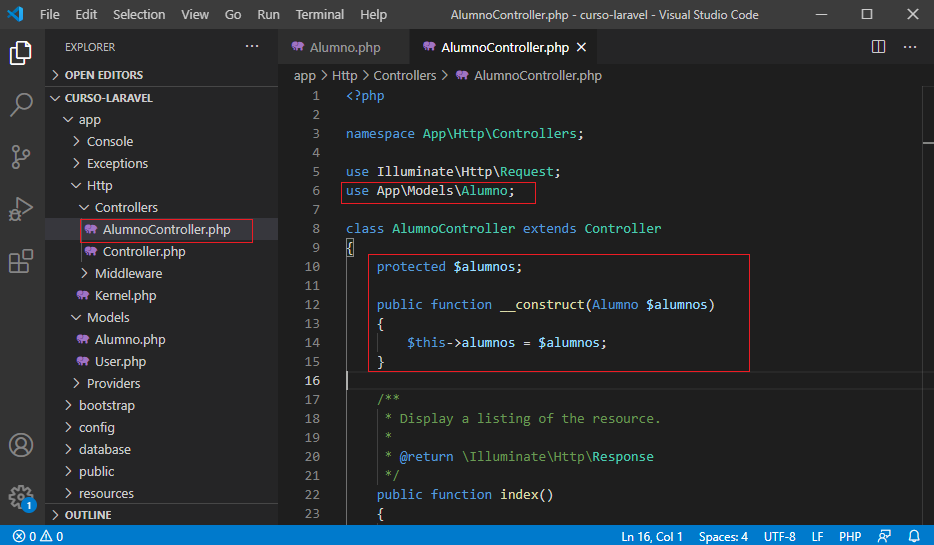 File Edit Selection View Go Run Terminal Help AlumnoController.php - curso-laravel - Visual Studio Code
EXPLORER
OPEN EDITORS
CURSO-LARAVEL
app
Console
Exceptions
Http
Controllers
AlumnoController.php
Controller.php
Middleware
Kernel.php
Models
Alumno.php
User.php
Providers
bootstrap
config
database
public
resources
OUTLINE
1
Alumno.php AlumnoController.php
app > Http > Controllers > AlumnoController.php
1 <?php
2
3 namespace App\Http\Controllers;
4
5 use Illuminate\Http\Request;
6 use App\Models\Alumno;
7
8 class AlumnoController extends Controller
9 {
10 protected $alumnos;
11
12 public function __construct(Alumno $alumnos)
13 {
14 $this->alumnos = $alumnos;
15 }
16
17 /**
18 * Display a listing of the resource.
19 *
20 * @return \Illuminate\Http\Response
21 */
22 public function index()
23 {
0 0 Ln 16, Col 1 Spaces: 4 UTF-8 LF PHP